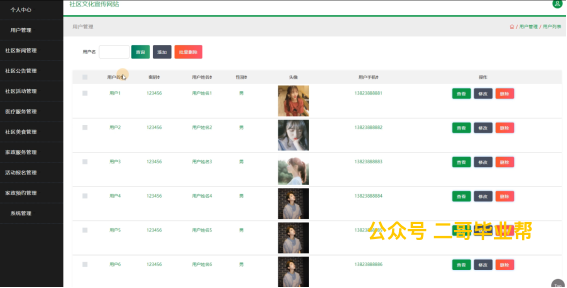 社区文化宣传网站
个人中心
用户管理
社区新闻管理
社区公告管理
社区活动管理
医疗服务管理
社区美食管理
家政服务管理
活动报名管理
家政预约管理
系统管理
用户管理
/ 用户管理 / 用户列表
用户名 查询 添加 批量删除
密码 用户姓名 性别 头像 用户手机 操作
用户1 123456 用户姓名1 男 13823888881 查看 修改 删除
用户2 123456 用户姓名2 男 13823888882 查看 修改 删除
用户3 123456 用户姓名3 男 13823888883 查看 修改 删除
用户4 123456 用户姓名4 男 13823888884 查看 修改 删除
用户5 123456 用户姓名5 男
公众号 二哥毕业帮
用户6 123456 用户姓名6 男 13823888886 查看 修改 删除